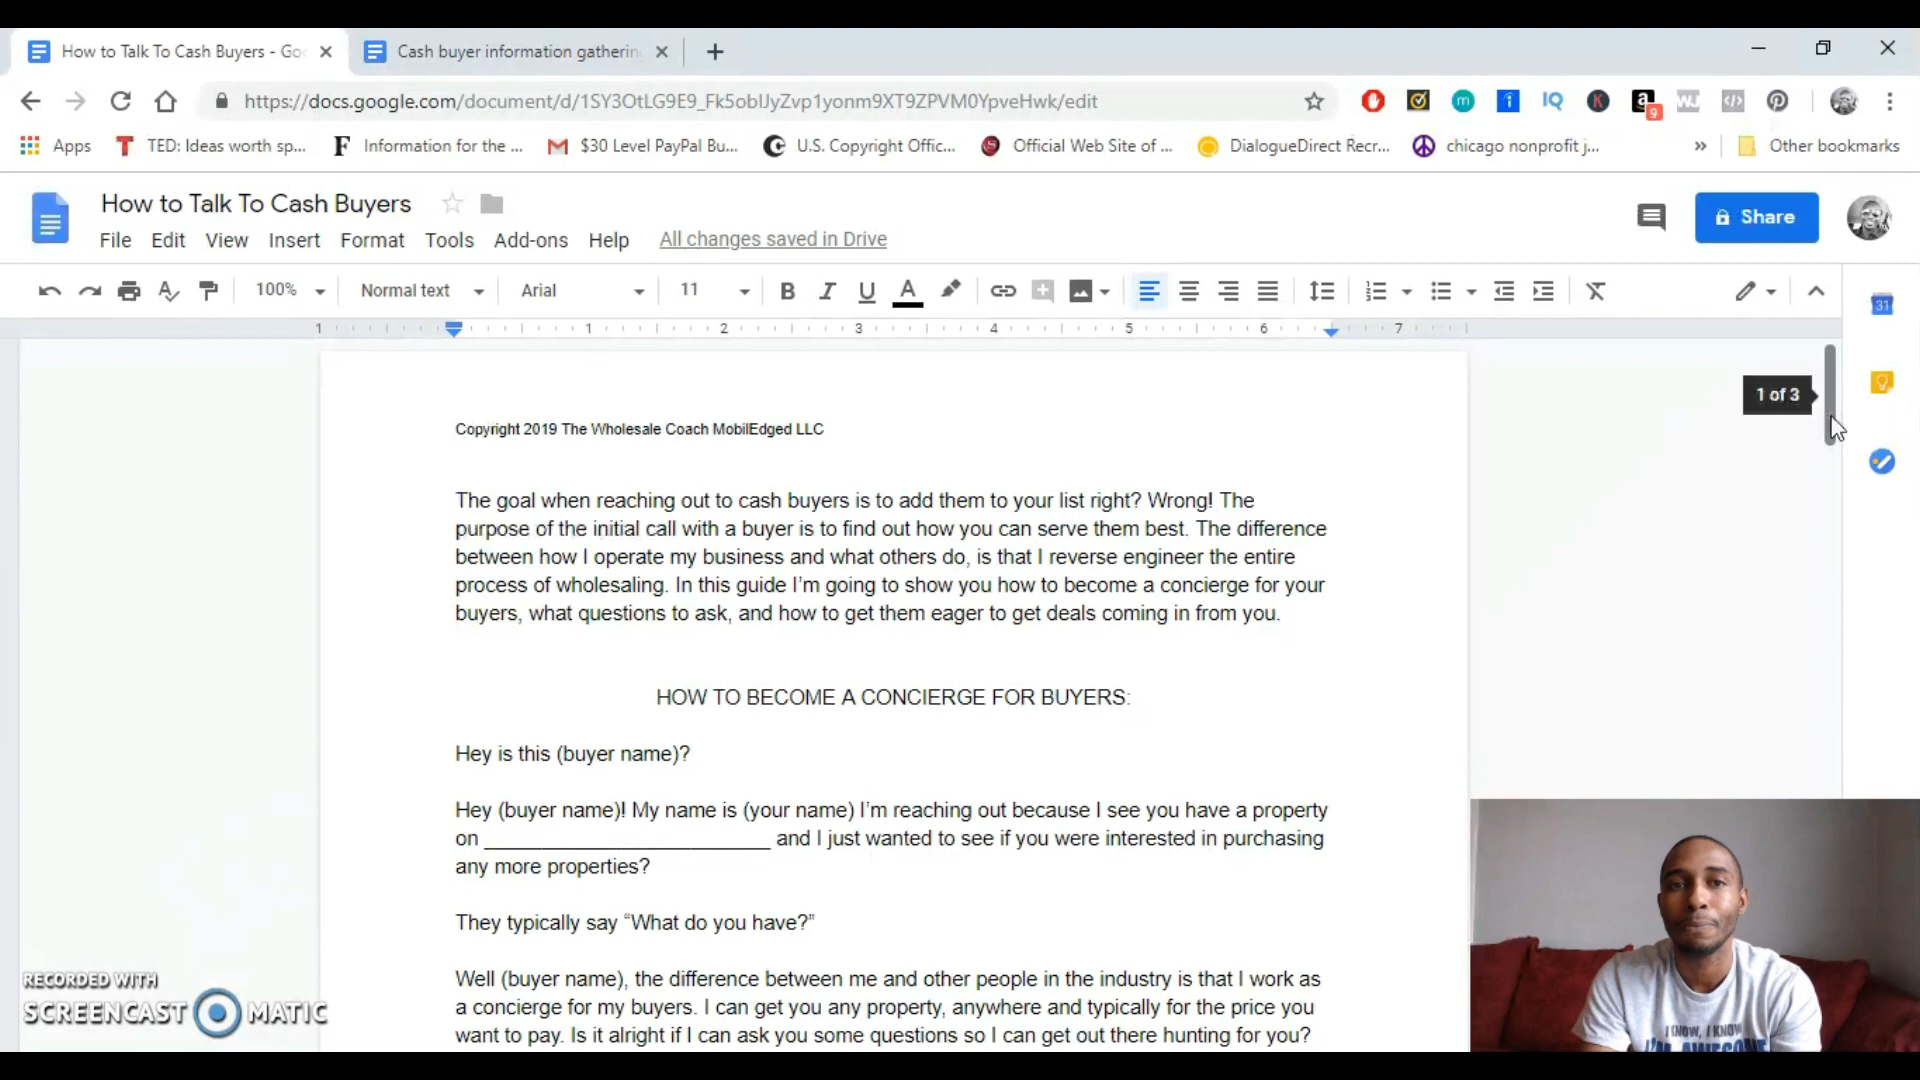 How to Talk To Cash Buyers - Go
Cash buyer information gatherin
https://docs.google.com/document/d/1SY3OtLG9E9_Fk5oblJyZvp1yonm9XT9ZPVM0YpveHwk/edit
Apps
TED: Ideas worth sp...
Information for the ...
$30 Level PayPal Bu...
U.S. Copyright Offic...
Official Web Site of ...
DialogueDirect Recr...
chicago nonprofit j...
Other bookmarks
How to Talk To Cash Buyers
Share
File Edit View Insert Format Tools Add-ons Help All changes saved in Drive
100% Normal text Arial 11
1 1 2 3 4 5 6 7
31
1 of 3
Copyright 2019 The Wholesale Coach MobilEdged LLC
The goal when reaching out to cash buyers is to add them to your list right? Wrong! The
purpose of the initial call with a buyer is to find out how you can serve them best. The difference
between how I operate my business and what others do, is that I reverse engineer the entire
process of wholesaling. In this guide I'm going to show you how to become a concierge for your
buyers, what questions to ask, and how to get them eager to get deals coming in from you.
HOW TO BECOME A CONCIERGE FOR BUYERS:
Hey is this (buyer name)?
Hey (buyer name)! My name is (your name) I'm reaching out because I see you have a property
on __________________________ and I just wanted to see if you were interested in purchasing
any more properties?
They typically say “What do you have?”
Well (buyer name), the difference between me and other people in the industry is that I work as
a concierge for my buyers. I can get you any property, anywhere and typically for the price you
want to pay. Is it alright if I can ask you some questions so I can get out there hunting for you?
RECORDED WITH
SCREENCAST MATIC
I KNOW, I KNOW
I'M AWESOME